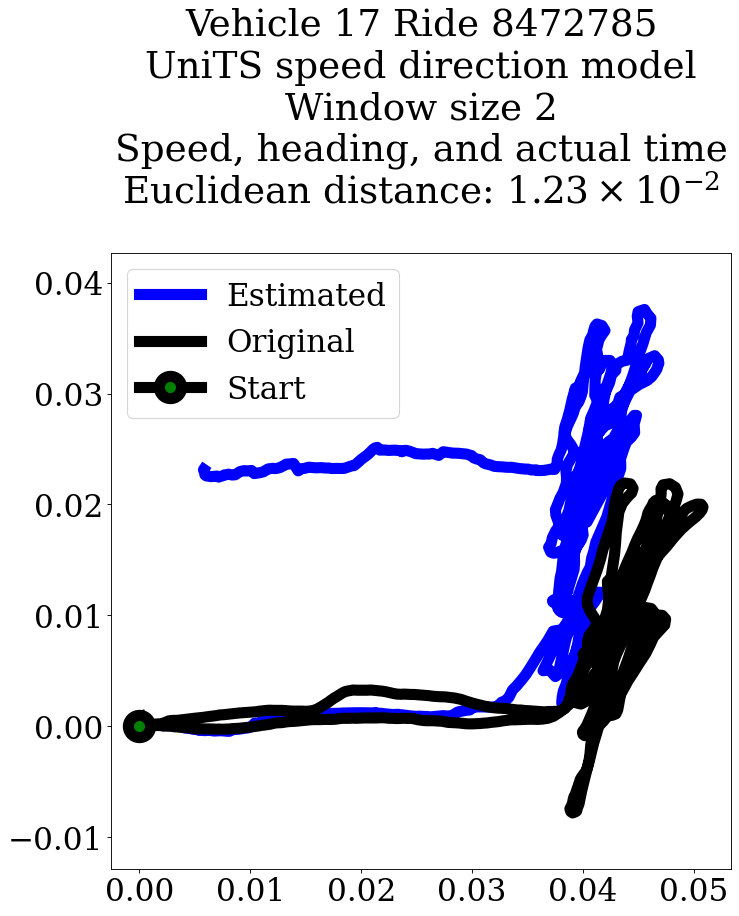 Vehicle 17 Ride 8472785
UniTS speed direction model
Window size 2
Speed, heading, and actual time
Euclidean distance: 1.23 × 10⁻²
0.04
Estimated
Original
Start
0.03
0.02
0.01
0.00
−0.01
0.00 0.01 0.02 0.03 0.04 0.05